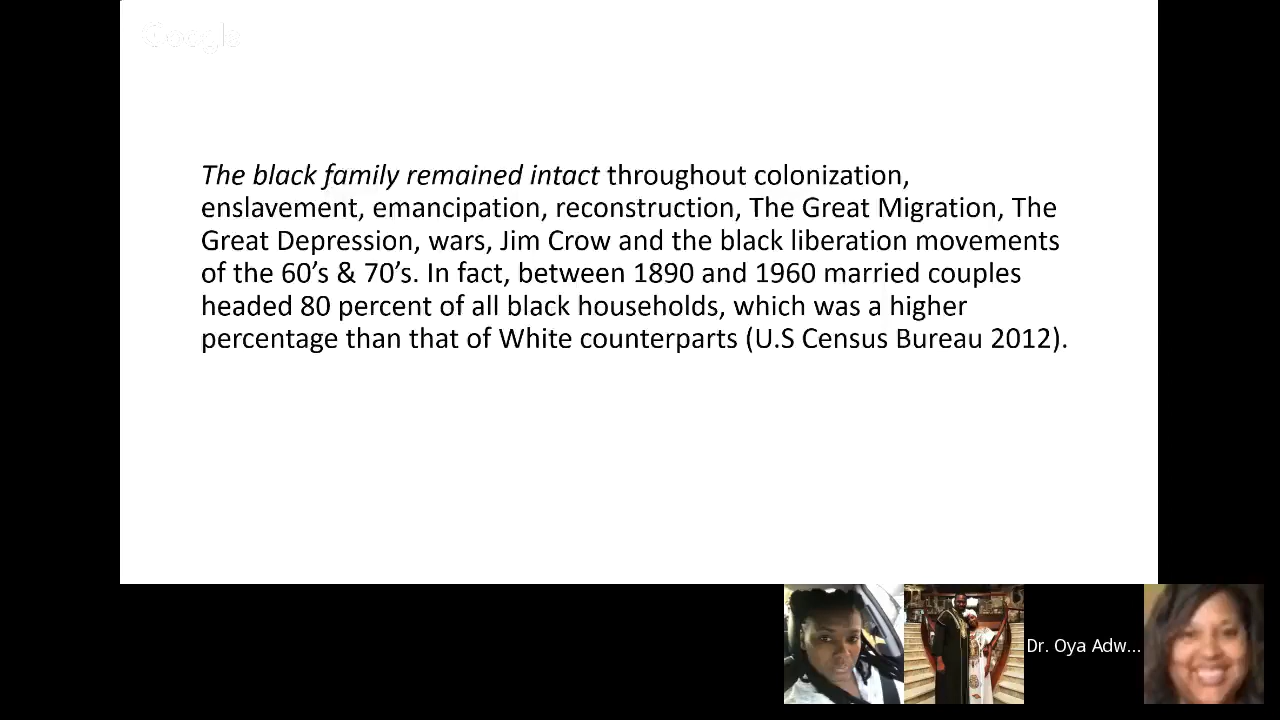 Google
The black family remained intact throughout colonization,
enslavement, emancipation, reconstruction, The Great Migration, The
Great Depression, wars, Jim Crow and the black liberation movements
of the 60’s & 70’s. In fact, between 1890 and 1960 married couples
headed 80 percent of all black households, which was a higher
percentage than that of White counterparts (U.S Census Bureau 2012).
Dr. Oya Adw...